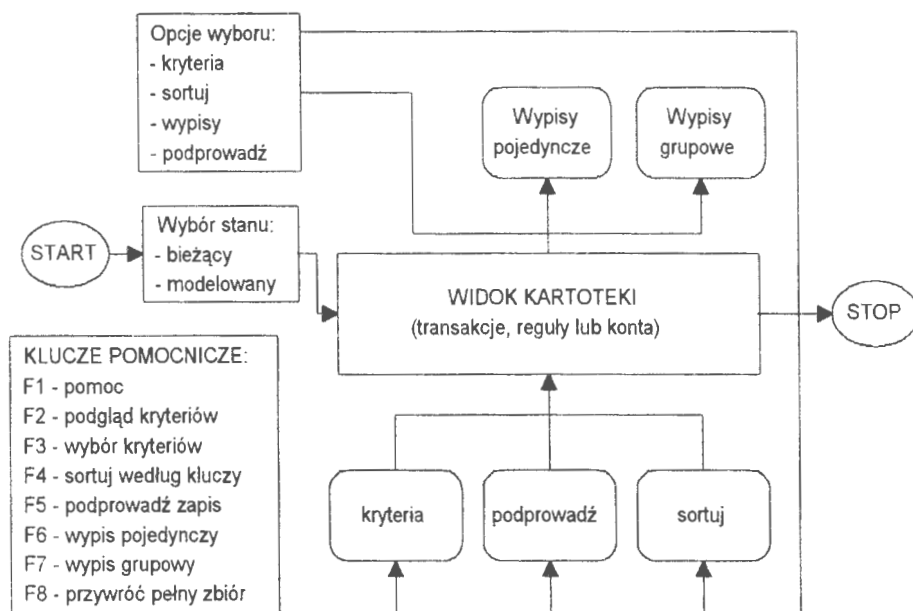 Opcje wyboru:
- kryteria
- sortuj
- wypisy
- podprowadź
Wypisy
pojedyncze
Wypisy
grupowe
START
Wybór stanu:
- bieżący
- modelowany
WIDOK KARTOTEKI
(transakcje, reguły lub konta)
STOP
KLUCZE POMOCNICZE:
F1 - pomoc
F2 - podgląd kryteriów
F3 - wybór kryteriów
F4 - sortuj według kluczy
F5 - podprowadź zapis
F6 - wypis pojedynczy
F7 - wypis grupowy
F8 - przywróć pełny zbiór
kryteria
podprowadź
sortuj